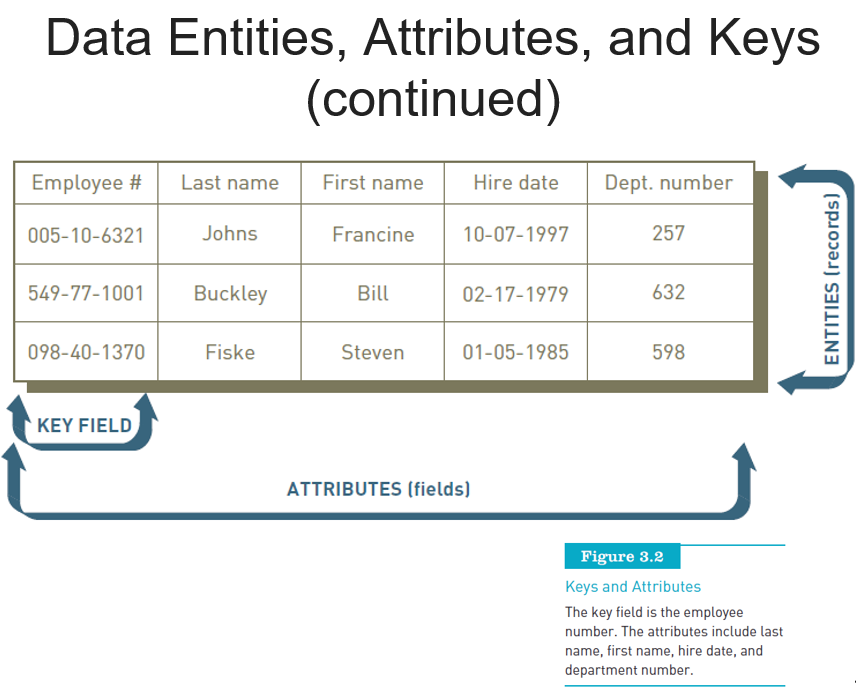 Data Entities, Attributes, and Keys
(continued)
Employee # Last name First name Hire date Dept. number
005-10-6321 Johns Francine 10-07-1997 257
549-77-1001 Buckley Bill 02-17-1979 632
098-40-1370 Fiske Steven 01-05-1985 598
ENTITIES (records)
KEY FIELD
ATTRIBUTES (fields)
Figure 3.2
Keys and Attributes
The key field is the employee
number. The attributes include last
name, first name, hire date, and
department number.